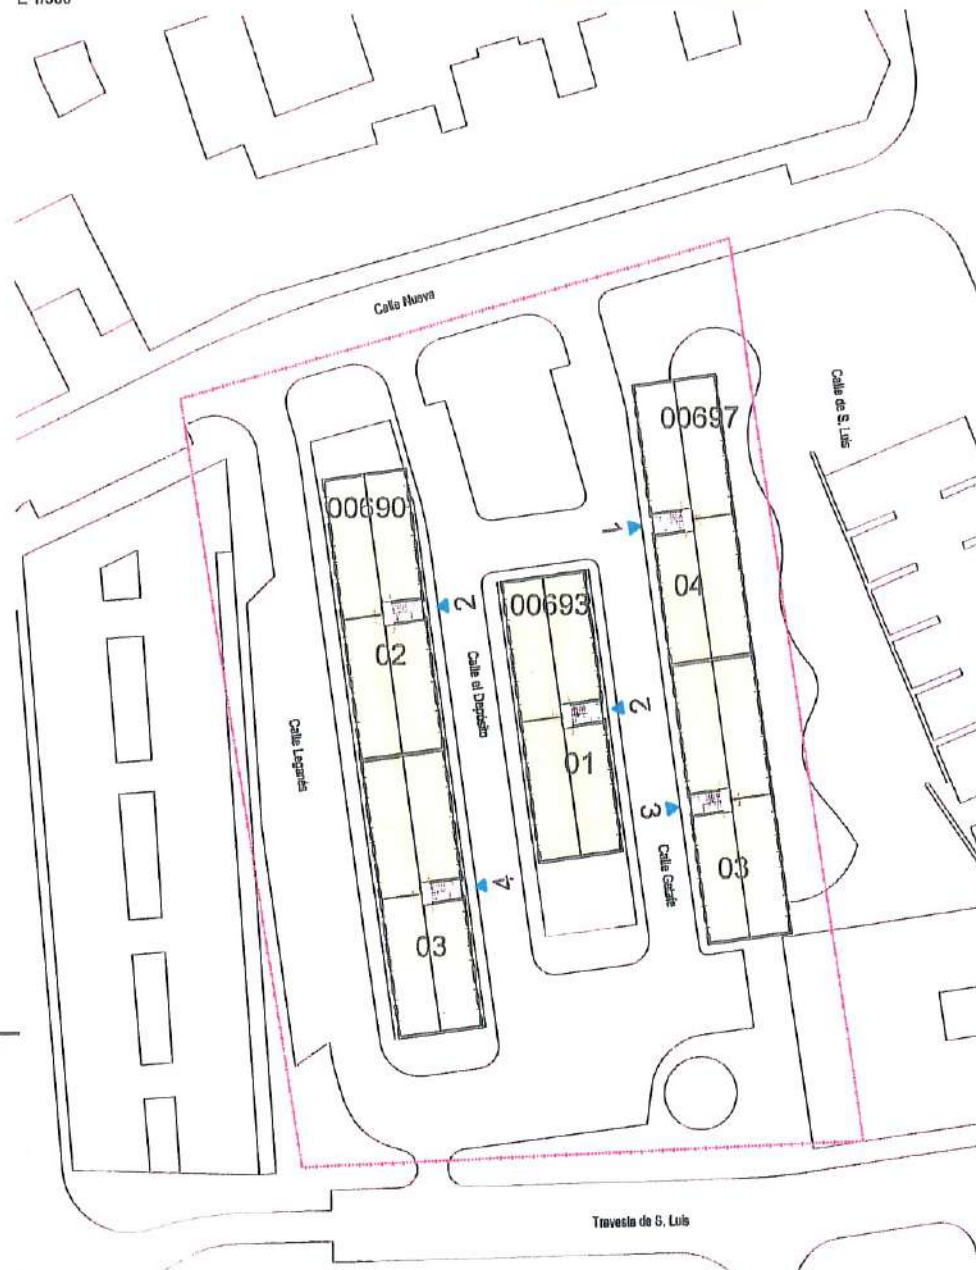 Calle Nueva
Calle de S. Luis
00697
00690
1
00693
04
2
02
Calle el Depósito
2
Calle Leganés
01
3
Calle Getafe
03
4
03
Travesía de S. Luis